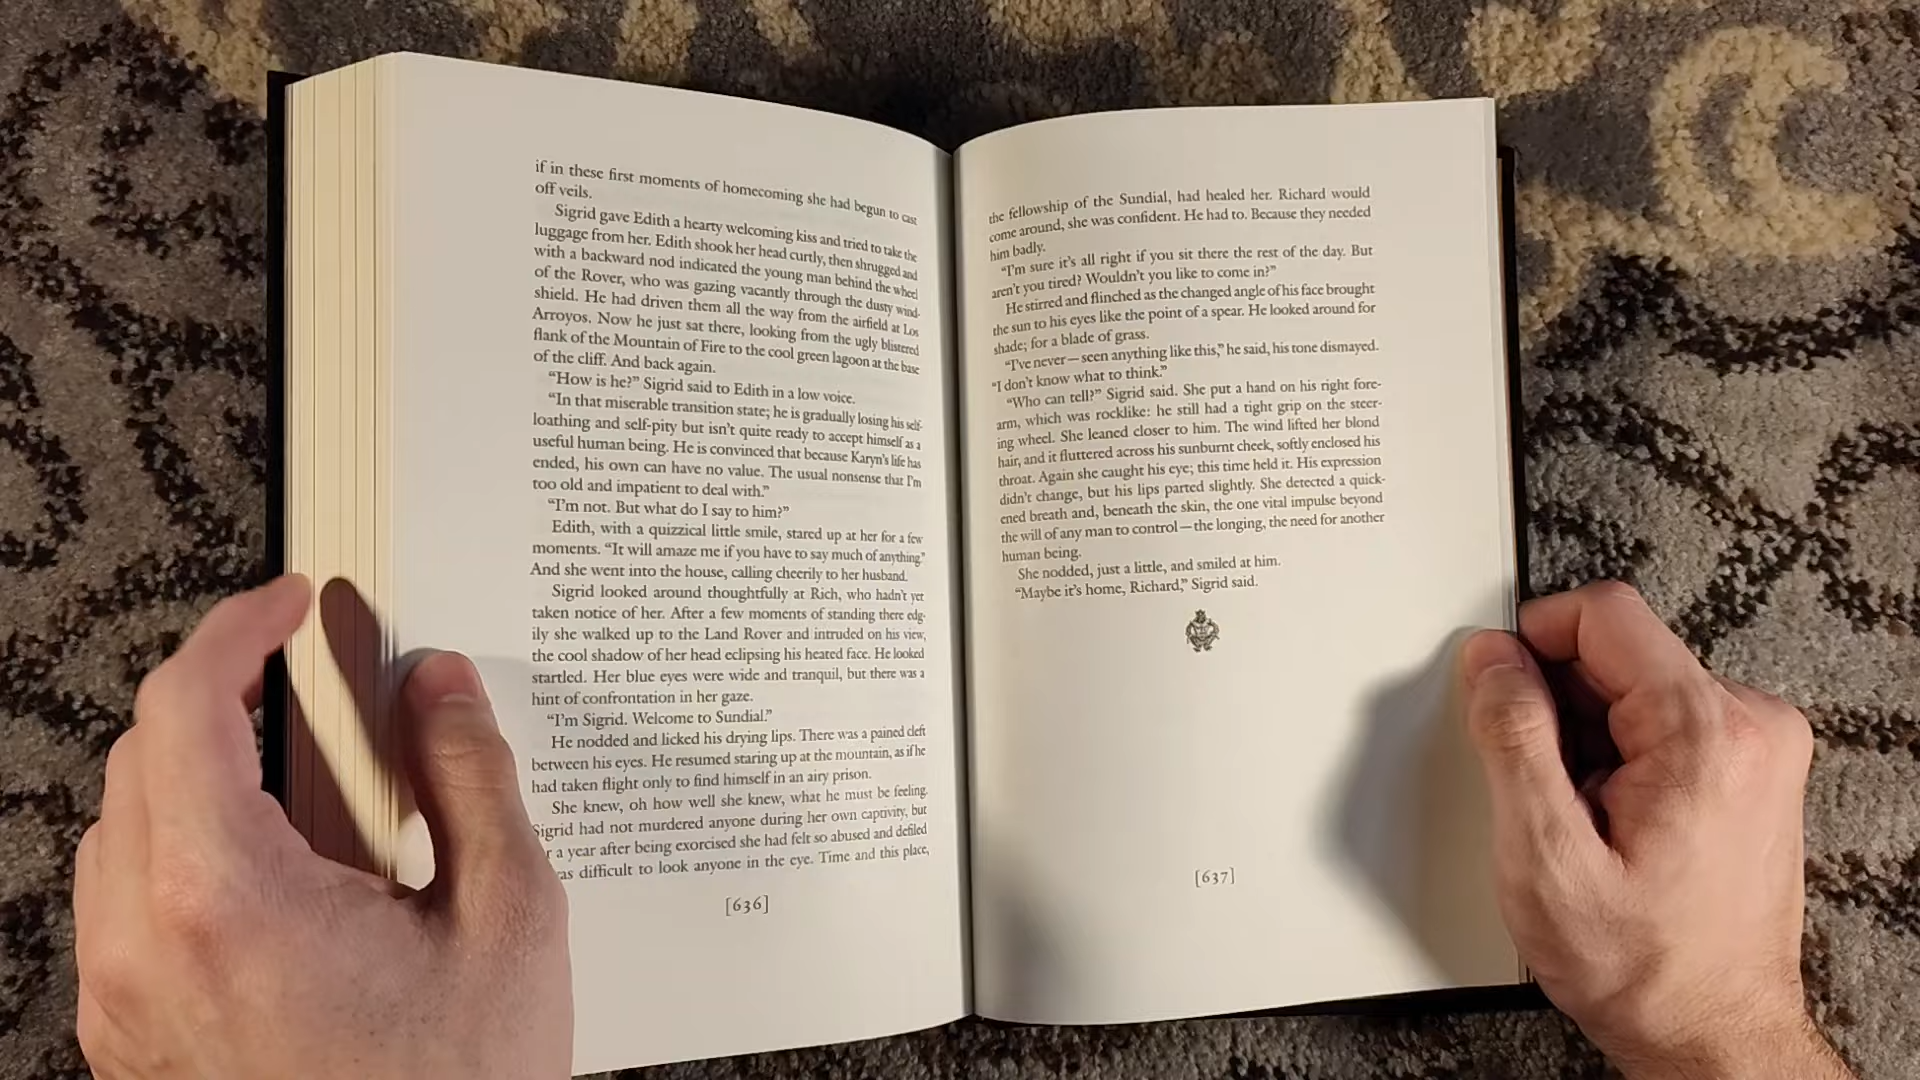 if in these first moments of homecoming she had begun to cast
off veils.
Sigrid gave Edith a hearty welcoming kiss and tried to take the
luggage from her. Edith shook her head curtly, then shrugged and
with a backward nod indicated the young man behind the wheel
of the Rover, who was gazing vacantly through the dusty wind-
shield. He had driven them all the way from the airfield at Los
Arroyos. Now he just sat there, looking from the ugly blistered
flank of the Mountain of Fire to the cool green lagoon at the base
of the cliff. And back again.
“How is he?” Sigrid said to Edith in a low voice.
“In that miserable transition state; he is gradually losing his self-
loathing and self-pity but isn’t quite ready to accept himself as a
useful human being. He is convinced that because Karyn’s life has
ended, his own can have no value. The usual nonsense that I’m
too old and impatient to deal with.”
“I’m not. But what do I say to him?”
Edith, with a quizzical little smile, stared up at her for a few
moments. “It will amaze me if you have to say much of anything.”
And she went into the house, calling cheerily to her husband.
Sigrid looked around thoughtfully at Rich, who hadn’t yet
taken notice of her. After a few moments of standing there edg-
ily she walked up to the Land Rover and intruded on his view,
the cool shadow of her head eclipsing his heated face. He looked
startled. Her blue eyes were wide and tranquil, but there was a
hint of confrontation in her gaze.
“I’m Sigrid. Welcome to Sundial.”
He nodded and licked his drying lips. There was a pained cleft
between his eyes. He resumed staring up at the mountain, as if he
had taken flight only to find himself in an airy prison.
She knew, oh how well she knew, what he must be feeling.
Sigrid had not murdered anyone during her own captivity, but
a year after being exorcised she had felt so abused and defiled
difficult to look anyone in the eye. Time and this place,
[636]
the fellowship of the Sundial, had healed her. Richard would
come around, she was confident. He had to. Because they needed
him badly.
“I’m sure it’s all right if you sit there the rest of the day. But
aren’t you tired? Wouldn’t you like to come in?”
He stirred and flinched as the changed angle of his face brought
the sun to his eyes like the point of a spear. He looked around for
shade; for a blade of grass.
“I’ve never—seen anything like this,” he said, his tone dismayed.
“I don’t know what to think.”
“Who can tell?” Sigrid said. She put a hand on his right fore-
arm, which was rocklike: he still had a tight grip on the steer-
ing wheel. She leaned closer to him. The wind lifted her blond
hair, and it fluttered across his sunburnt cheek, softly enclosed his
throat. Again she caught his eye; this time held it. His expression
didn’t change, but his lips parted slightly. She detected a quick-
ened breath and, beneath the skin, the one vital impulse beyond
the will of any man to control—the longing, the need for another
human being.
She nodded, just a little, and smiled at him.
“Maybe it’s home, Richard,” Sigrid said.
[637]